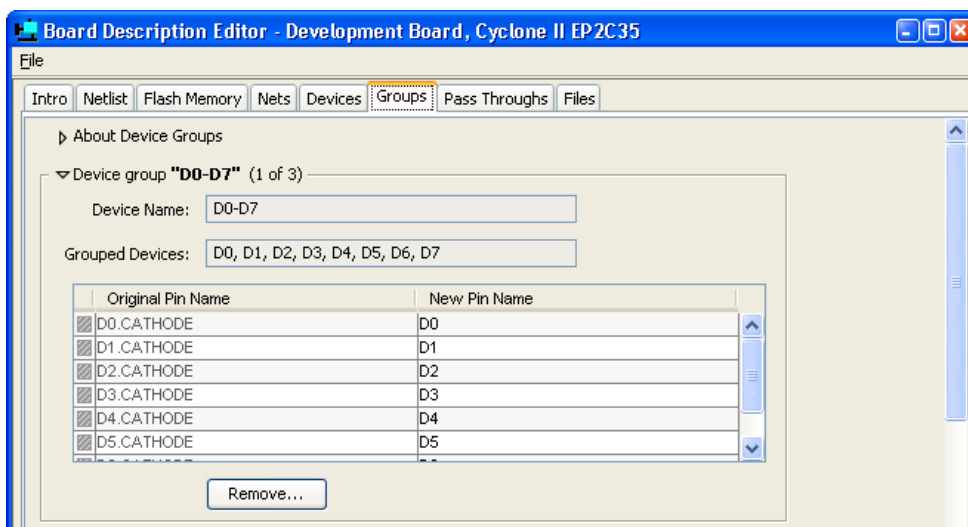 Board Description Editor - Development Board, Cyclone II EP2C35
File
Intro Netlist Flash Memory Nets Devices Groups Pass Throughs Files
About Device Groups
Device group "D0-D7" (1 of 3)
Device Name: D0-D7
Grouped Devices: D0, D1, D2, D3, D4, D5, D6, D7
Original Pin Name New Pin Name
D0.CATHODE D0
D1.CATHODE D1
D2.CATHODE D2
D3.CATHODE D3
D4.CATHODE D4
D5.CATHODE D5
Remove...